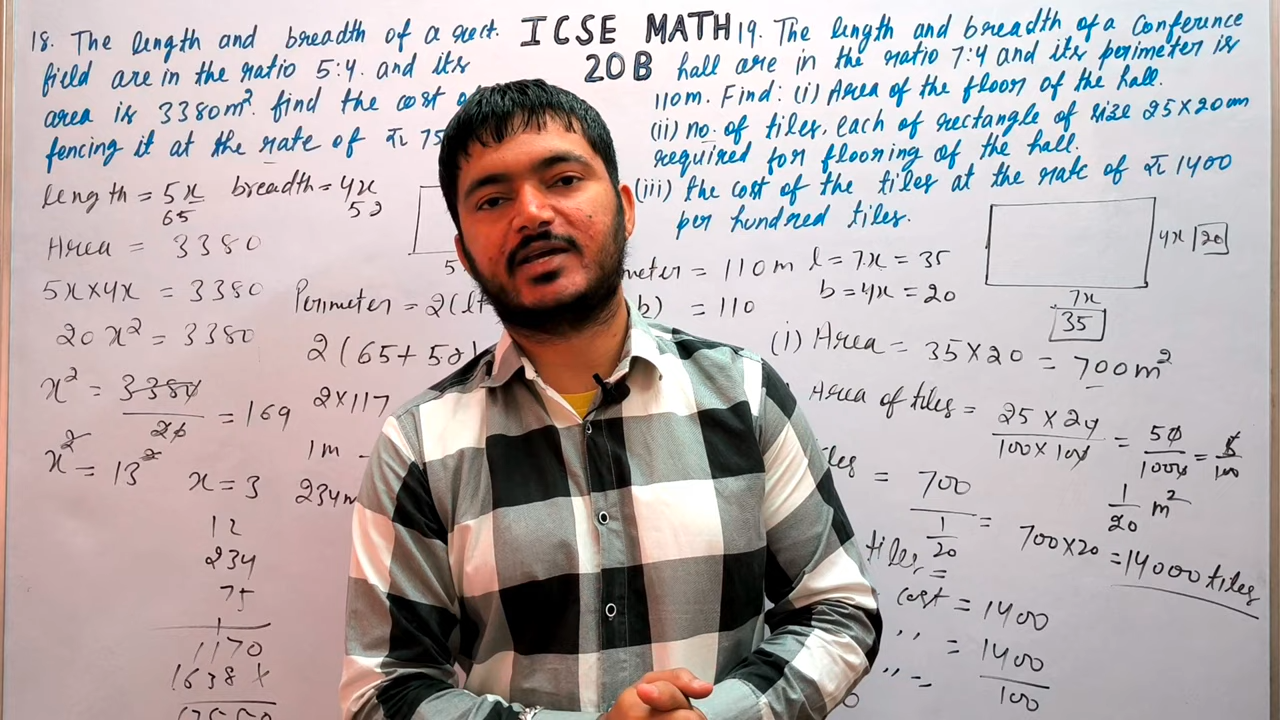 ICSE MATH
20B
18. The length and breadth of a rect.
field are in the ratio 5:4. and its
area is 3380m². find the cost
fencing it at the rate of ₹ 75
length = 5x breadth = 4x
65 52
Area = 3380
5x×4x = 3380
20x² = 3380
x² = 3380/20 = 169
x² = 13² x = 3
12
234
75
1
1170
1638×
Perimeter = 2(l+
2(65+52)
2×117
1m -
234m
5
19. The length and breadth of a conference
hall are in the ratio 7:4 and its perimeter is
110m. Find: (i) Area of the floor of the hall.
(ii) no. of tiles, each of rectangle of size 25×20cm
required for flooring of the hall.
(iii) the cost of the tiles at the rate of ₹ 1400
per hundred tiles.
meter = 110m l = 7x = 35
b) = 110 b = 4x = 20
4x 20
7x
35
(i) Area = 35×20 = 700m²
Area of tiles = 25×20/100×100 = 50/1000 = 5/100
1/20 m²
= 700/(1/20) = 700×20 = 14000 tiles
tiles =
cost = 1400
,, = 1400/100
,, -